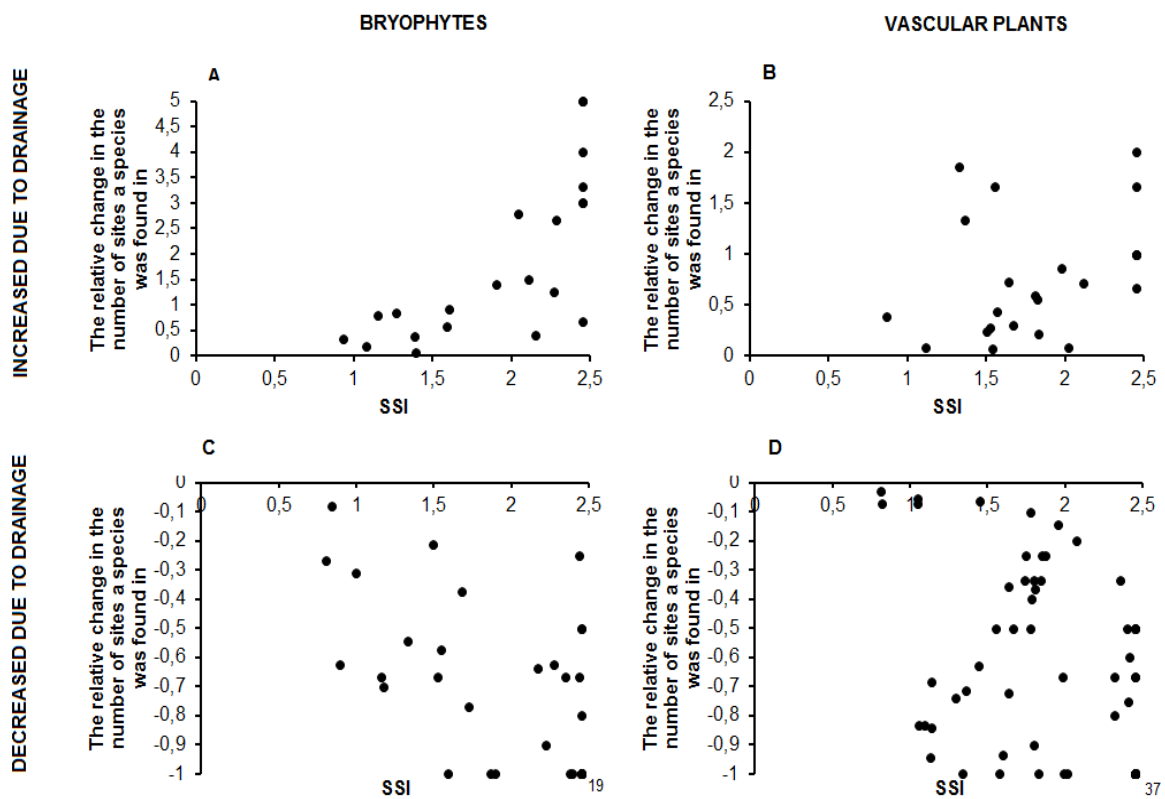 BRYOPHYTES
VASCULAR PLANTS
INCREASED DUE TO DRAINAGE
A
The relative change in the
number of sites a species
was found in
5
4,5
4
3,5
3
2,5
2
1,5
1
0,5
0
0 0,5 1 1,5 2 2,5
SSI
B
The relative change in the
number of sites a species
was found in
2,5
2
1,5
1
0,5
0
0 0,5 1 1,5 2 2,5
SSI
DECREASED DUE TO DRAINAGE
C
The relative change in the
number of sites a species
was found in
0
0 0,5 1 1,5 2 2,5
-0,1
-0,2
-0,3
-0,4
-0,5
-0,6
-0,7
-0,8
-0,9
-1
SSI
19
D
The relative change in the
number of sites a species
was found in
0
0 0,5 1 1,5 2 2,5
-0,1
-0,2
-0,3
-0,4
-0,5
-0,6
-0,7
-0,8
-0,9
-1
SSI
37